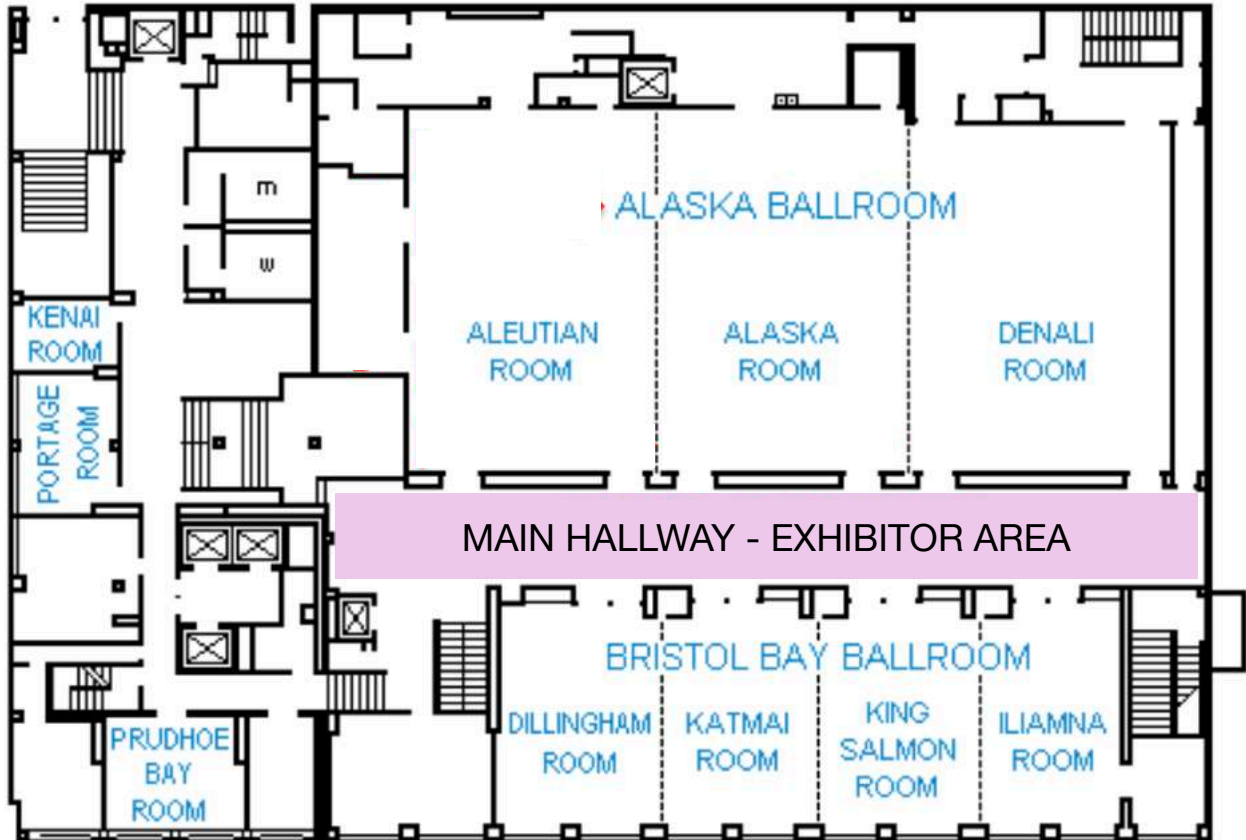 m
ALASKA BALLROOM
w
KENAI
ROOM
ALEUTIAN
ROOM
ALASKA
ROOM
DENALI
ROOM
PORTAGE
ROOM
MAIN HALLWAY - EXHIBITOR AREA
BRISTOL BAY BALLROOM
DILLINGHAM
ROOM
KATMAI
ROOM
KING
SALMON
ROOM
ILIAMNA
ROOM
PRUDHOE
BAY
ROOM